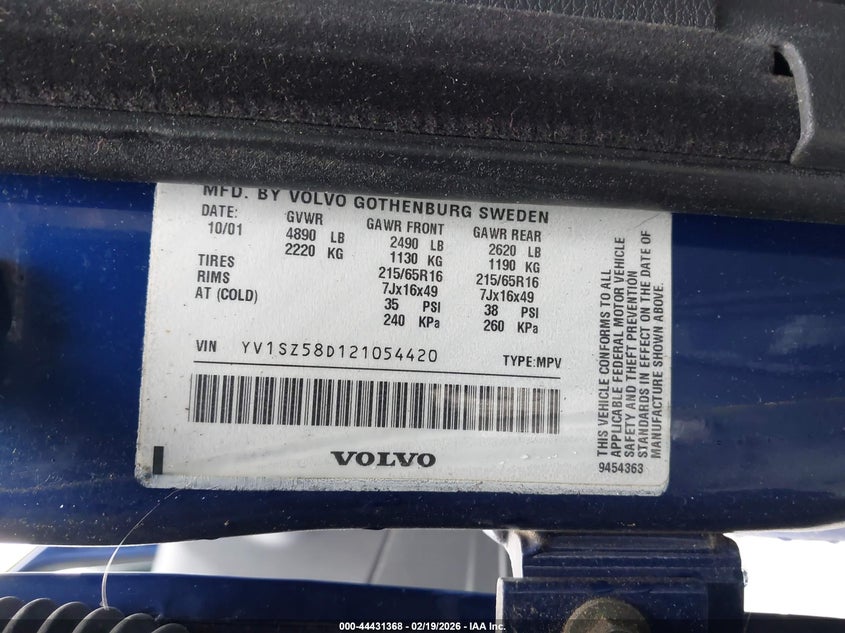 MFD. BY VOLVO GOTHENBURG SWEDEN
DATE: GVWR GAWR FRONT GAWR REAR
10/01 4890 LB 2490 LB 2620 LB
2220 KG 1130 KG 1190 KG
TIRES 215/65R16 215/65R16
RIMS 7Jx16x49 7Jx16x49
AT (COLD) 35 PSI 38 PSI
240 KPa 260 KPa
VIN YV1SZ58D121054420 TYPE:MPV
VOLVO
THIS VEHICLE CONFORMS TO ALL
APPLICABLE FEDERAL MOTOR VEHICLE
SAFETY AND THEFT PREVENTION
STANDARDS IN EFFECT ON THE DATE OF
MANUFACTURE SHOWN ABOVE.
9454363
000-44431368 - 02/19/2026 - IAA Inc.